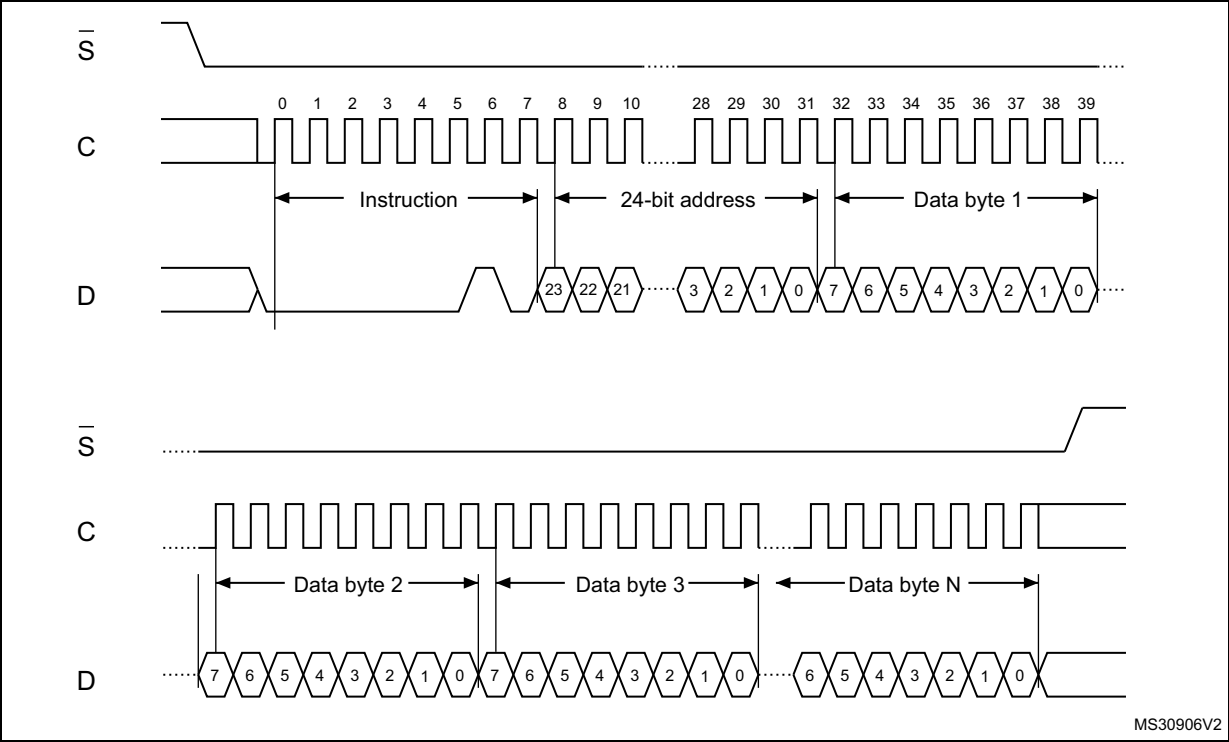 S
0 1 2 3 4 5 6 7 8 9 10 28 29 30 31 32 33 34 35 36 37 38 39
C
Instruction 24-bit address Data byte 1
D 23 22 21 3 2 1 0 7 6 5 4 3 2 1 0
S
C
Data byte 2 Data byte 3 Data byte N
D 7 6 5 4 3 2 1 0 7 6 5 4 3 2 1 0 6 5 4 3 2 1 0
MS30906V2